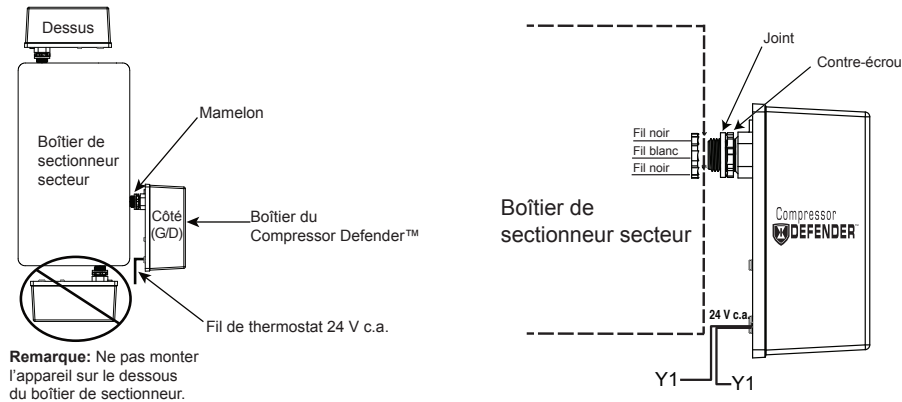 Dessus
Boîtier de
sectionneur
secteur
Mamelon
Côté
(G/D)
Boîtier du
Compressor Defender™
Fil de thermostat 24 V c.a.
Remarque: Ne pas monter
l'appareil sur le dessous
du boîtier de sectionneur.
Joint
Contre-écrou
Fil noir
Fil blanc
Fil noir
Boîtier de
sectionneur secteur
Compressor
DEFENDER™
24 V c.a.
Y1
Y1